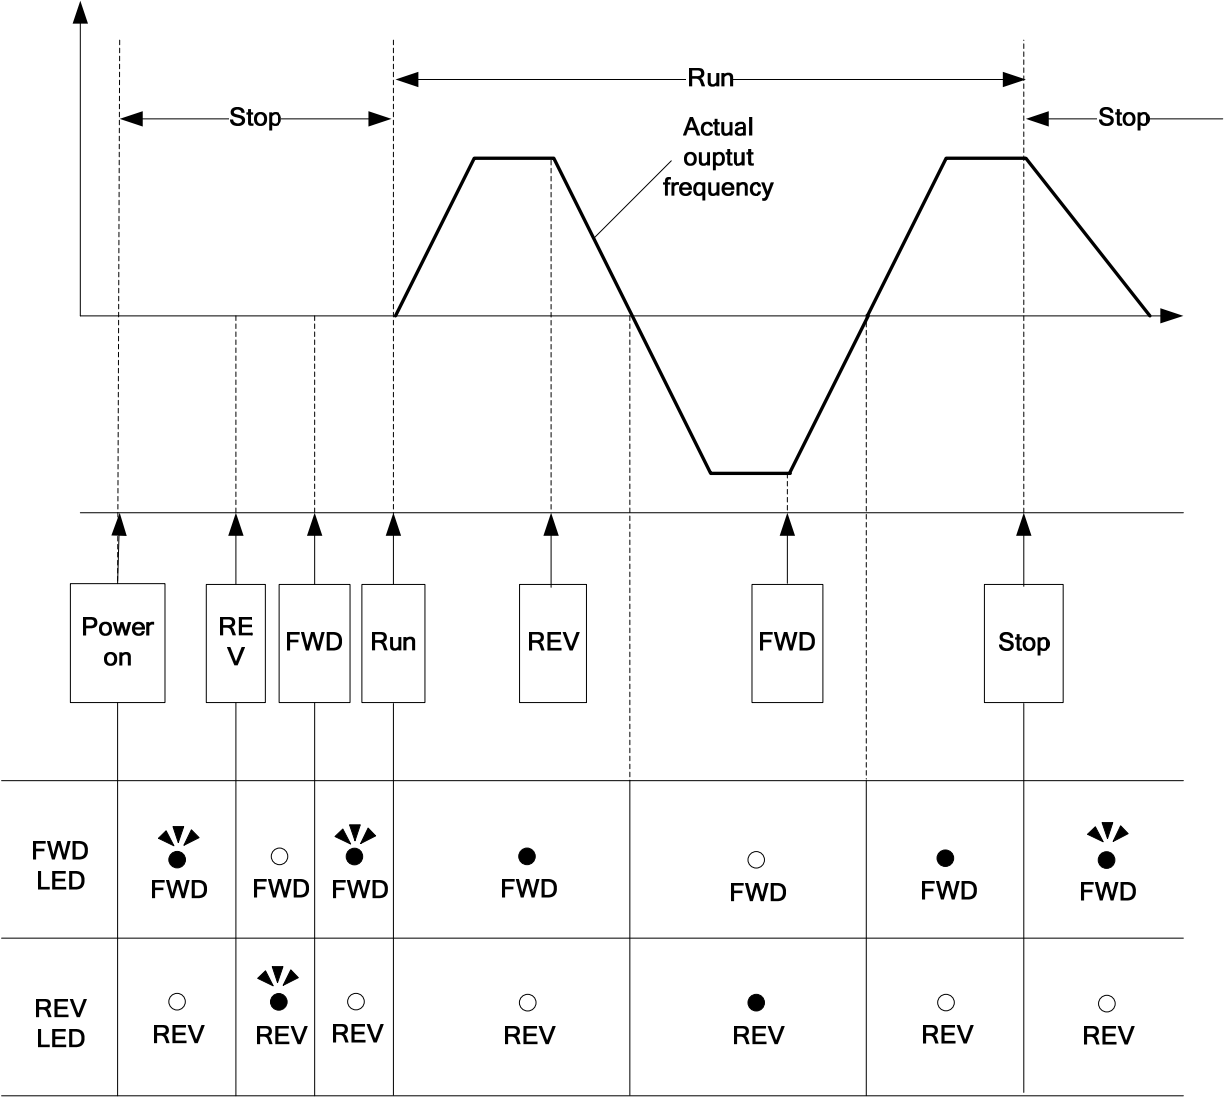 Run
Stop
Stop
Actual
ouptut
frequency
Power
on
RE
V
FWD
Run
REV
FWD
Stop
FWD
LED
FWD
FWD
FWD
FWD
FWD
FWD
FWD
REV
LED
REV
REV
REV
REV
REV
REV
REV